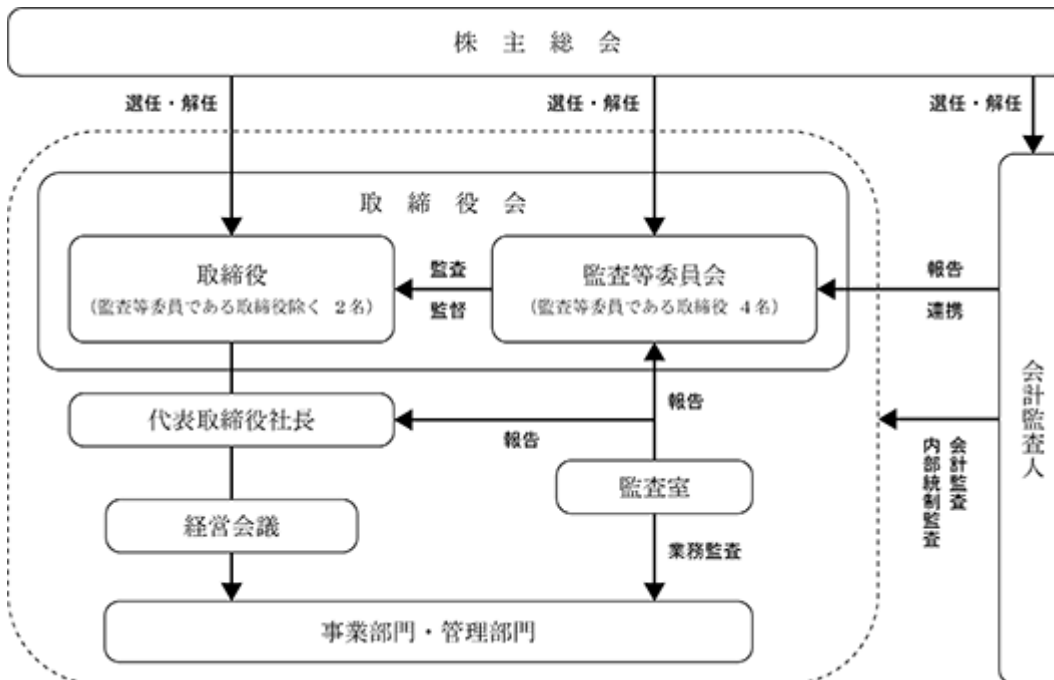 株主総会
選任・解任
選任・解任
選任・解任
取締役会
取締役
(監査等委員である取締役除く 2名)
監査
監督
監査等委員会
(監査等委員である取締役 4名)
報告
連携
代表取締役社長
報告
報告
会計監査人
監査室
会計監査
内部統制監査
経営会議
業務監査
事業部門・管理部門